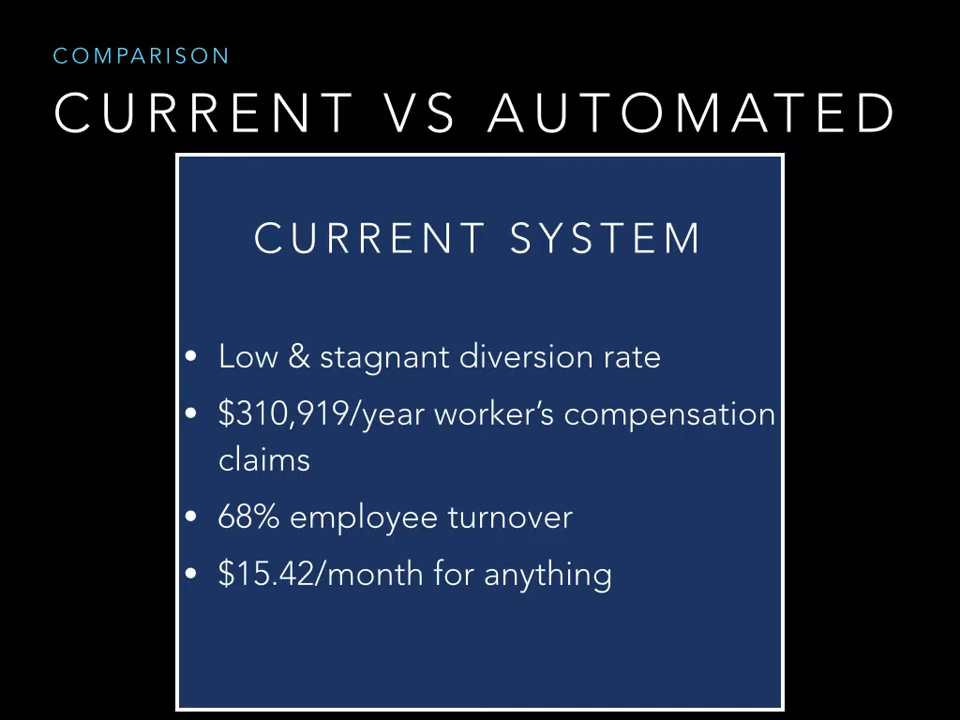 COMPARISON
CURRENT VS AUTOMATED
CURRENT SYSTEM
• Low & stagnant diversion rate
• $310,919/year worker’s compensation
claims
• 68% employee turnover
• $15.42/month for anything